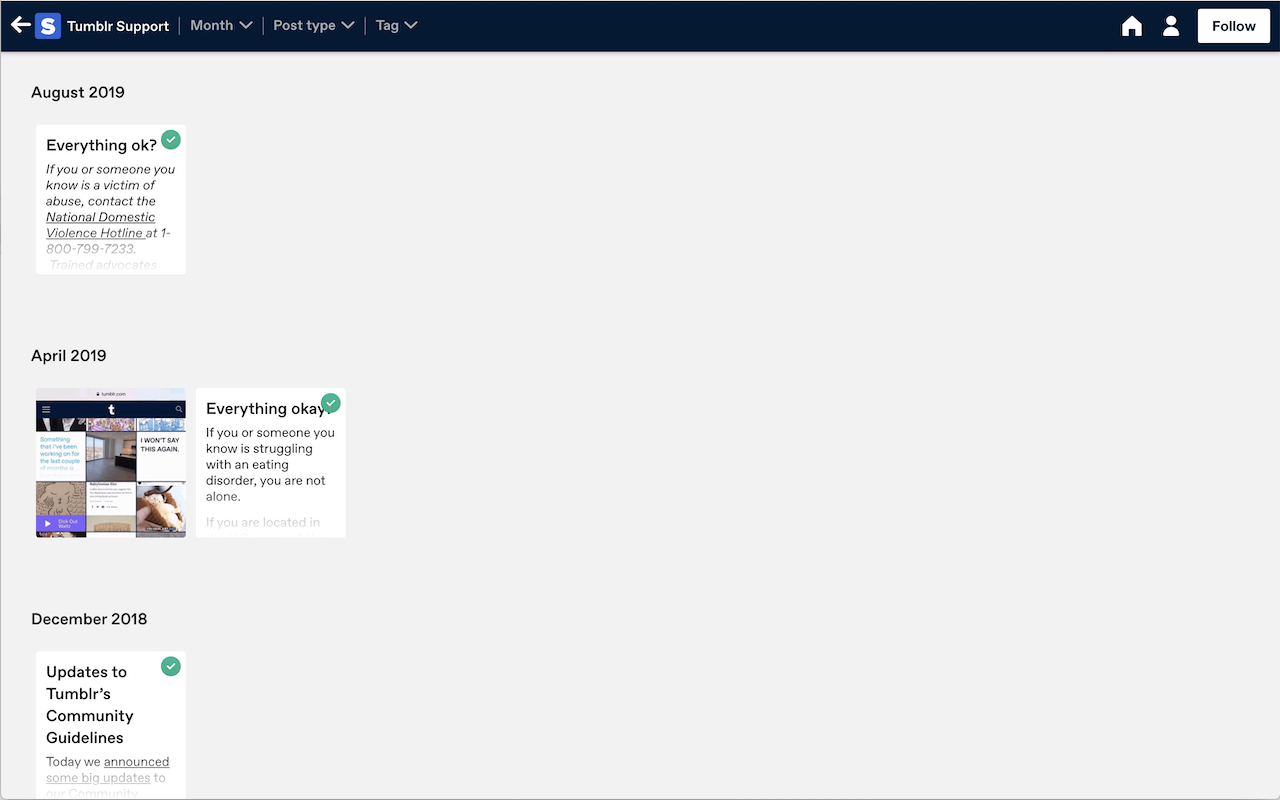 Tumblr Support
Month
Post type
Tag
Follow
August 2019
Everything ok?
If you or someone you
know is a victim of
abuse, contact the
National Domestic
Violence Hotline at 1-
800-799-7233.
Trained advocates
April 2019
tumblr.com
t
Something
that I've been
working on for
the last couple
of months is
I WON'T SAY
THIS AGAIN.
Dick Out
Waltz
Everything okay?
If you or someone you
know is struggling
with an eating
disorder, you are not
alone.
If you are located in
December 2018
Updates to
Tumblr’s
Community
Guidelines
Today we announced
some big updates to
our Community